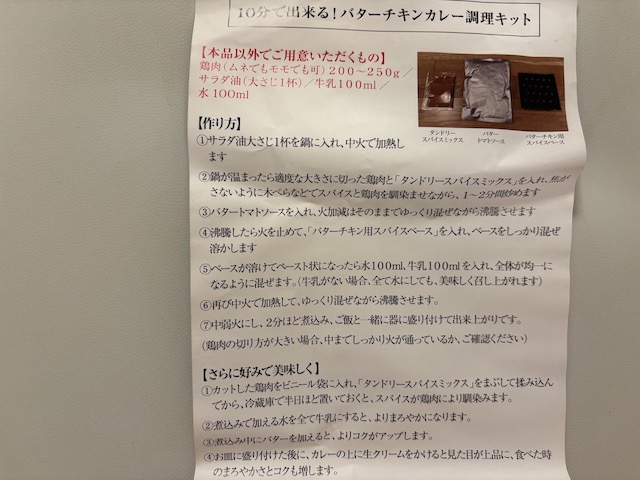 10分で出来る！バターチキンカレー調理キット
【本品以外でご用意いただくもの】
鶏肉（ムネでもモモでも可）200〜250g／
サラダ油（大さじ1杯）／牛乳100ml／
水100ml
タンドリー
スパイスミックス
バター
トマトソース
バターチキン用
スパイスベース
【作り方】
①サラダ油大さじ1杯を鍋に入れ、中火で加熱し
ます
②鍋が温まったら適度な大きさに切った鶏肉と「タンドリースパイスミックス」を入れ、焦が
さないように木べらなどでスパイスと鶏肉を馴染ませながら、1〜2分間炒めます
③バタートマトソースを入れ、火加減はそのままでゆっくり混ぜながら沸騰させます
④沸騰したら火を止めて、「バターチキン用スパイスベース」を入れ、ベースをしっかり混ぜ
溶かします
⑤ベースが溶けてペースト状になったら水100ml、牛乳100mlを入れ、全体が均一に
なるように混ぜます。（牛乳がない場合、全て水にしても、美味しく召し上がれます）
⑥再び中火で加熱して、ゆっくり混ぜながら沸騰させます。
⑦中弱火にし、2分ほど煮込み、ご飯と一緒に器に盛り付けて出来上がりです。
（鶏肉の切り方が大きい場合、中までしっかり火が通っているか、ご確認ください）
【さらに好みで美味しく】
①カットした鶏肉をビニール袋に入れ、「タンドリースパイスミックス」をまぶして揉み込ん
でから、冷蔵庫で半日ほど置いておくと、スパイスが鶏肉により馴染みます。
②煮込みで加える水を全て牛乳にすると、よりまろやかになります。
③煮込み中にバターを加えると、よりコクがアップします。
④お皿に盛り付けた後に、カレーの上に生クリームをかけると見た目が上品に、食べた時
のまろやかさとコクも増します。